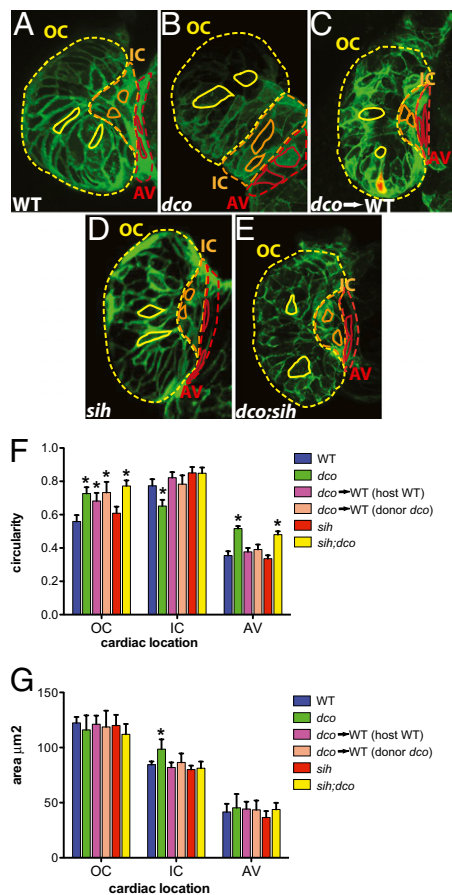 A
OC
IC
AV
WT
B
OC
IC
AV
dco
C
OC
IC
AV
dco→WT
D
OC
IC
AV
sih
E
OC
IC
AV
dco;sih
F
circularity
1.0
0.8
0.6
0.4
0.2
0.0
* * * *
*
* *
OC IC AV
cardiac location
WT
dco
dco→WT (host WT)
dco→WT (donor dco)
sih
sih;dco
G
area µm2
150
100
50
0
*
OC IC AV
cardiac location
WT
dco
dco→WT (host WT)
dco→WT (donor dco)
sih
sih;dco